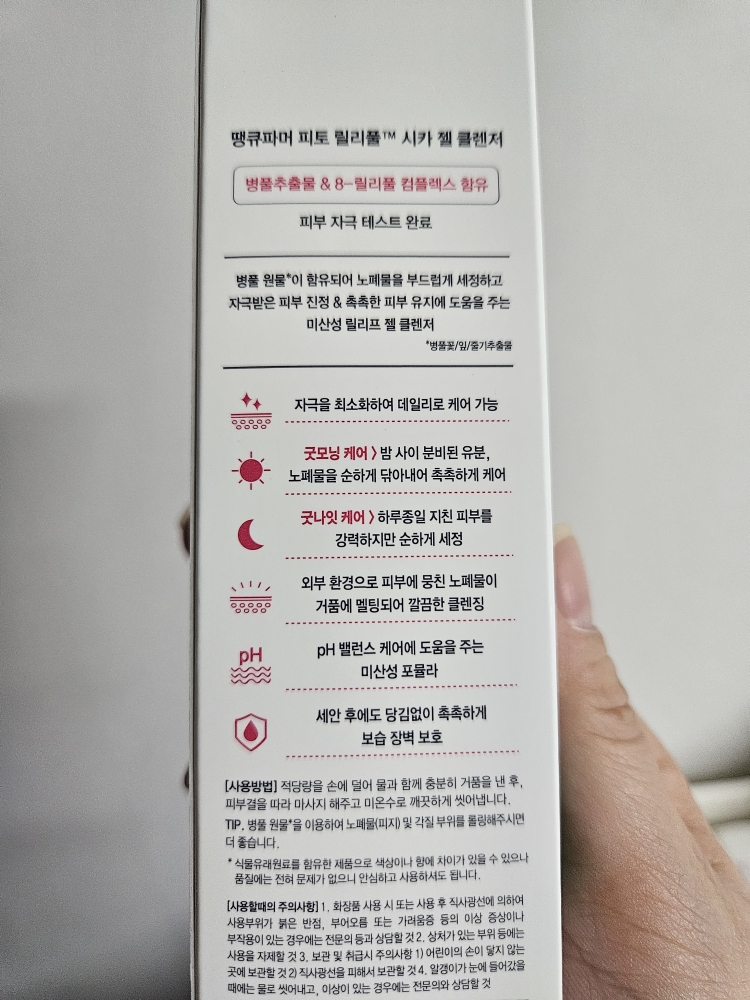 땡큐파머 피토 릴리풀™ 시카 젤 클렌저
병풀추출물 & 8-릴리풀 컴플렉스 함유
피부 자극 테스트 완료
병풀 원물*이 함유되어 노폐물을 부드럽게 세정하고
자극받은 피부 진정 & 촉촉한 피부 유지에 도움을 주는
미산성 릴리프 젤 클렌저
*병풀꽃/잎/줄기추출물
자극을 최소화하여 데일리로 케어 가능
굿모닝 케어 > 밤 사이 분비된 유분,
노폐물을 순하게 닦아내어 촉촉하게 케어
굿나잇 케어 > 하루종일 지친 피부를
강력하지만 순하게 세정
외부 환경으로 피부에 뭉친 노폐물이
거품에 멜팅되어 깔끔한 클렌징
pH
pH 밸런스 케어에 도움을 주는
미산성 포뮬라
세안 후에도 당김없이 촉촉하게
보습 장벽 보호
[사용방법] 적당량을 손에 덜어 물과 함께 충분히 거품을 낸 후,
피부결을 따라 마사지 해주고 미온수로 깨끗하게 씻어냅니다.
TIP. 병풀 원물*을 이용하여 노폐물(피지) 및 각질 부위를 롤링해주시면
더 좋습니다.
* 식물유래원료를 함유한 제품으로 색상이나 향에 차이가 있을 수 있으나
품질에는 전혀 문제가 없으니 안심하고 사용하셔도 됩니다.
[사용할때의 주의사항] 1. 화장품 사용 시 또는 사용 후 직사광선에 의하여
사용부위가 붉은 반점, 부어오름 또는 가려움증 등의 이상 증상이나
부작용이 있는 경우에는 전문의 등과 상담할 것 2. 상처가 있는 부위 등에는
사용을 자제할 것 3. 보관 및 취급시 주의사항 1) 어린이의 손이 닿지 않는
곳에 보관할 것 2) 직사광선을 피해서 보관할 것 4. 알갱이가 눈에 들어갔을
때에는 물로 씻어내고, 이상이 있는 경우에는 전문의와 상담할 것